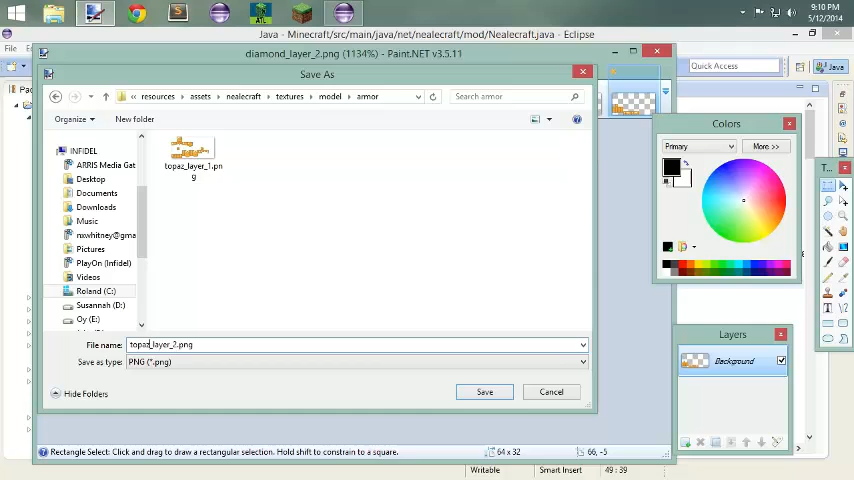 9:10 PM
5/12/2014
Java - Minecraft/src/main/java/net/nealecraft/mod/Nealecraft.java - Eclipse
File
diamond_layer_2.png (1134%) - Paint.NET v3.5.11
Quick Access
Java
Save As
« resources assets nealecraft textures model armor
Search armor
Organize
New folder
INFIDEL
ARRIS Media Gat
Desktop
Documents
Downloads
Music
nxwhitney@gma
Pictures
PlayOn (Infidel)
Videos
Roland (C:)
Susannah (D:)
Oy (E:)
topaz_layer_1.pn
g
File name:
topaz_layer_2.png
Save as type:
PNG (*.png)
Hide Folders
Save
Cancel
Colors
Primary
More >>
T...
Layers
Background
Rectangle Select: Click and drag to draw a rectangular selection. Hold shift to constrain to a square.
64 x 32
66, -5
Writable
Smart Insert
49 : 39